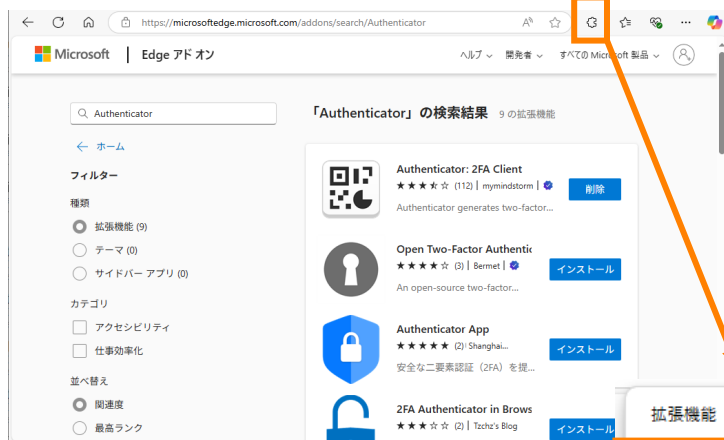 https://microsoftedge.microsoft.com/addons/search/Authenticator
Microsoft | Edge アド オン
ヘルプ 開発者 すべての Microsoft 製品
Authenticator
「Authenticator」の検索結果 9 の拡張機能
← ホーム
フィルター
種類
拡張機能 (9)
テーマ (0)
サイドバー アプリ (0)
カテゴリ
アクセシビリティ
仕事効率化
並べ替え
関連度
最高ランク
Authenticator: 2FA Client
(112) | mymindstorm |
削除
Authenticator generates two-factor...
Open Two-Factor Authentic
(3) | Bermet |
インストール
An open-source two-factor...
Authenticator App
(2) Shanghai...
インストール
安全な二要素認証（2FA）を提...
2FA Authenticator in Brows
(2) | Tzchz's Blog
インストール
拡張機能